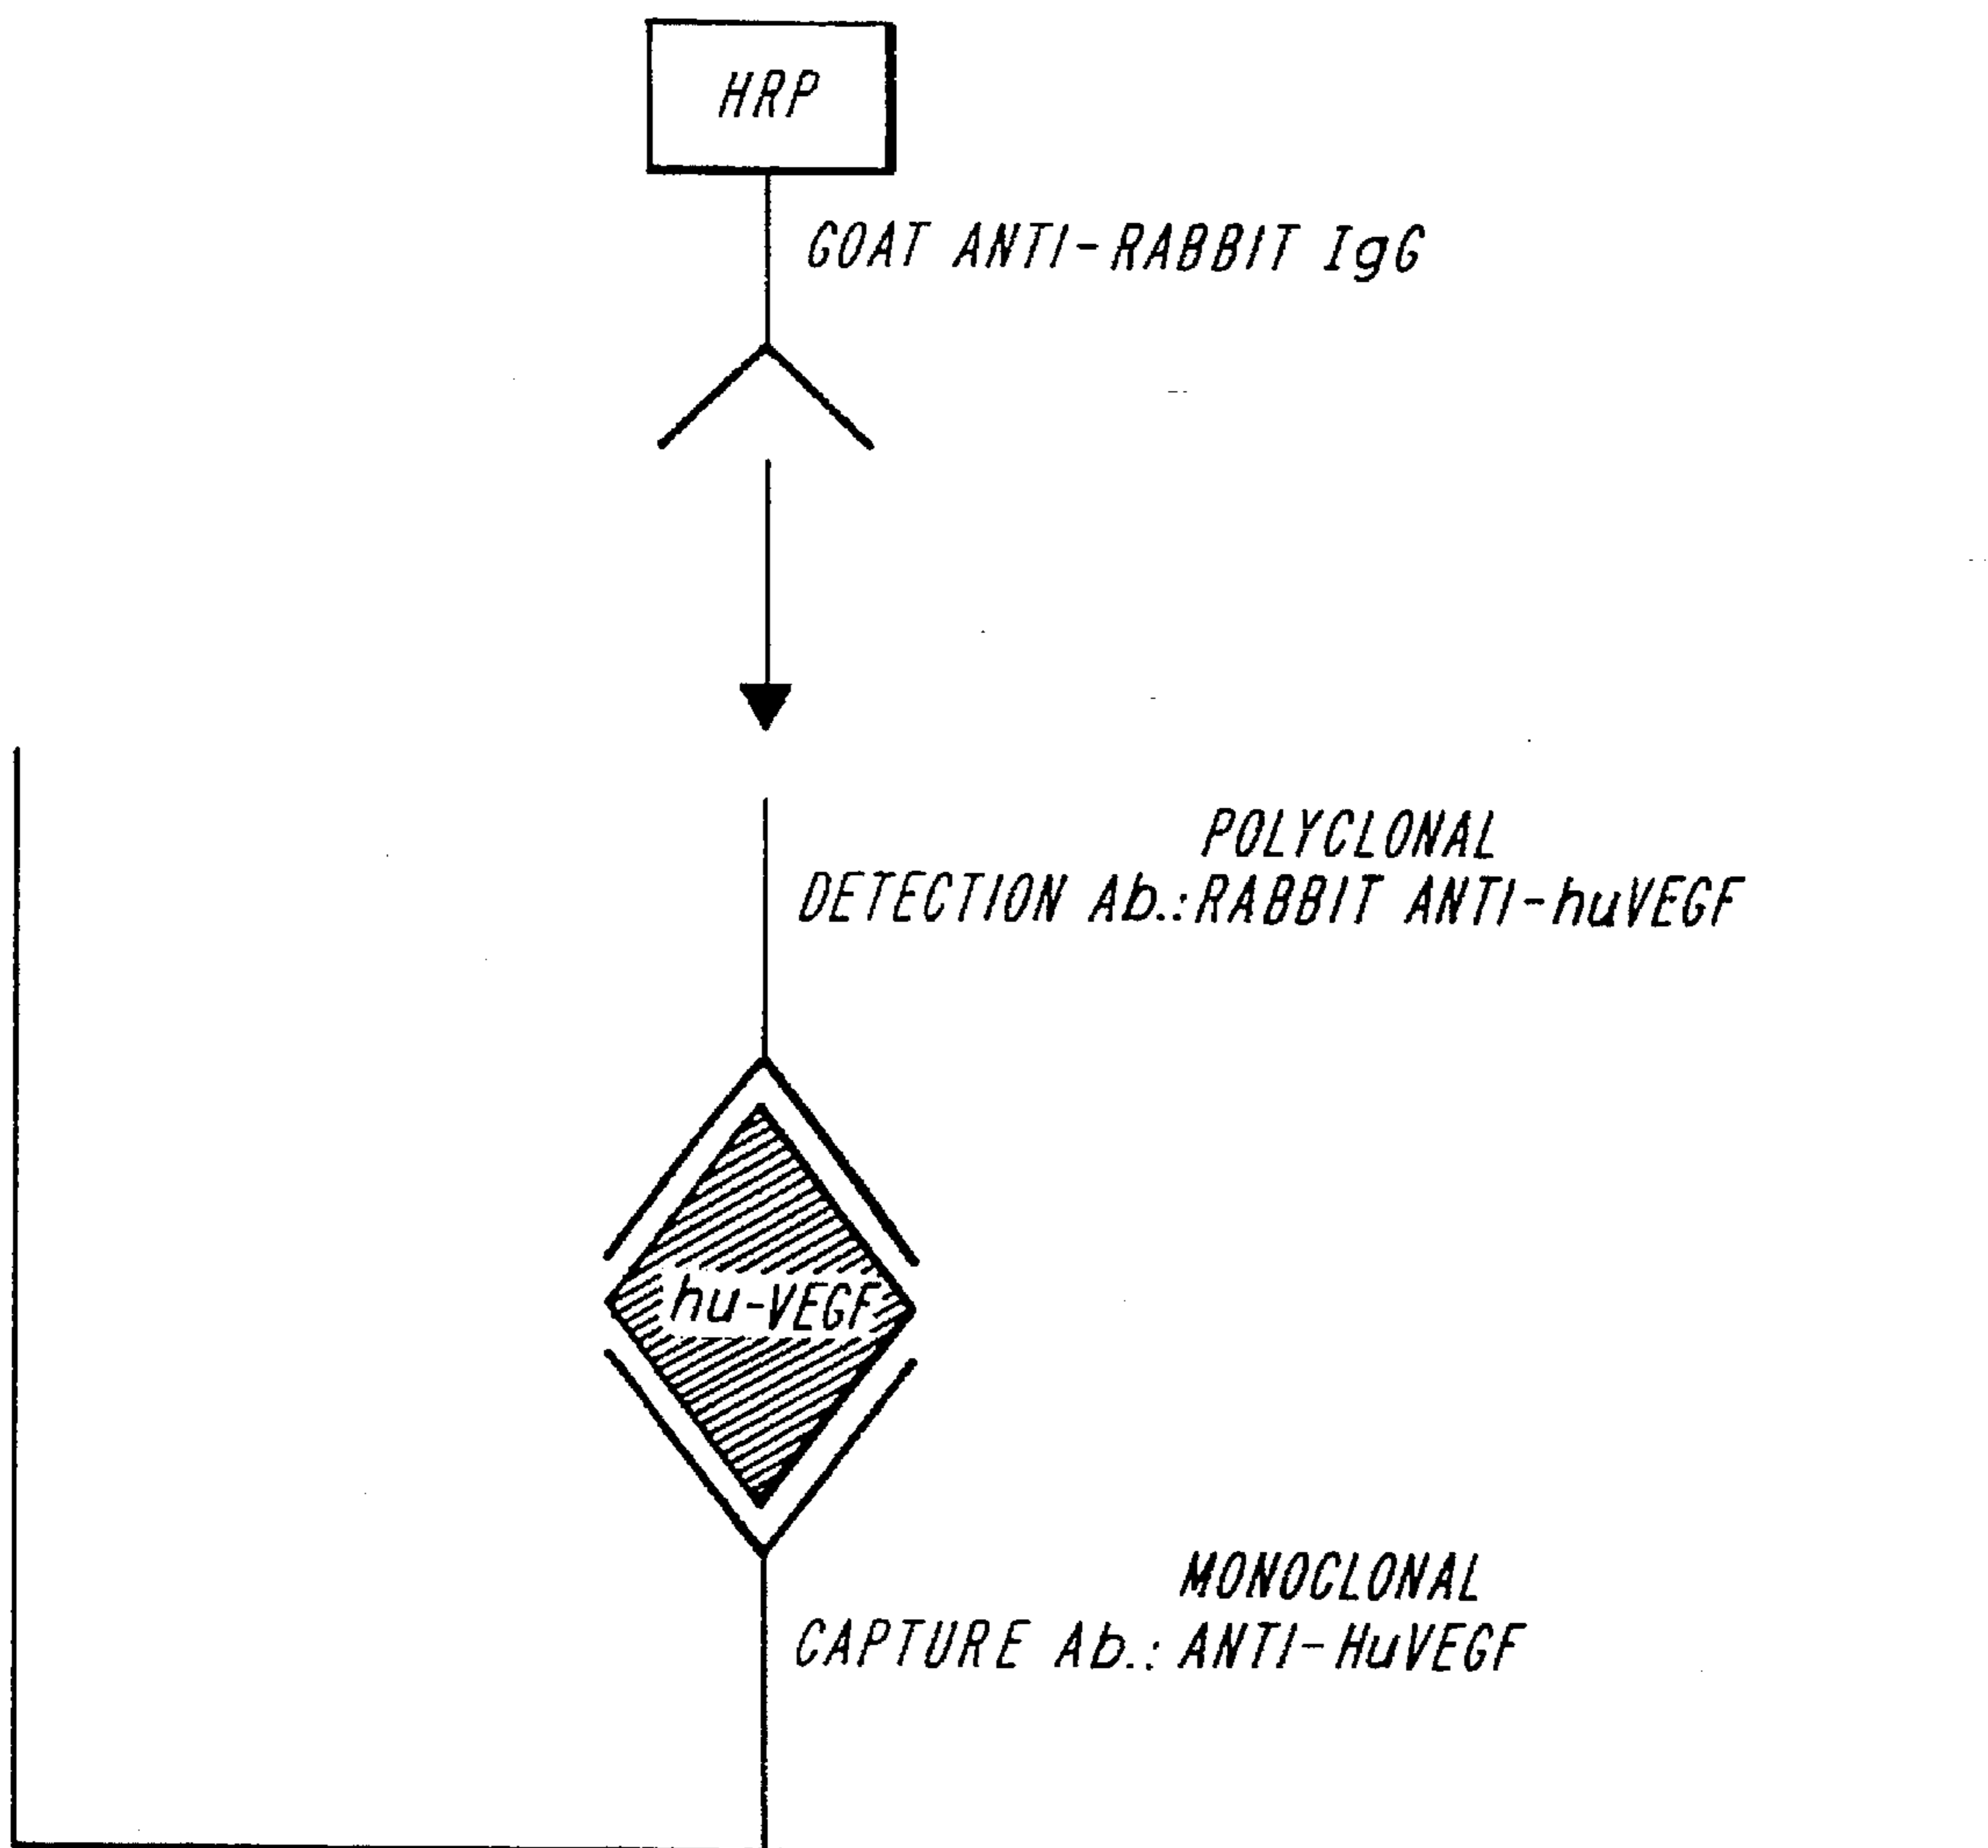 HRP
GOAT ANTI-RABBIT IgG
POLYCLONAL
DETECTION Ab.:RABBIT ANTI-huVEGF
hu-VEGF
MONOCLONAL
CAPTURE Ab.: ANTI-HuVEGF